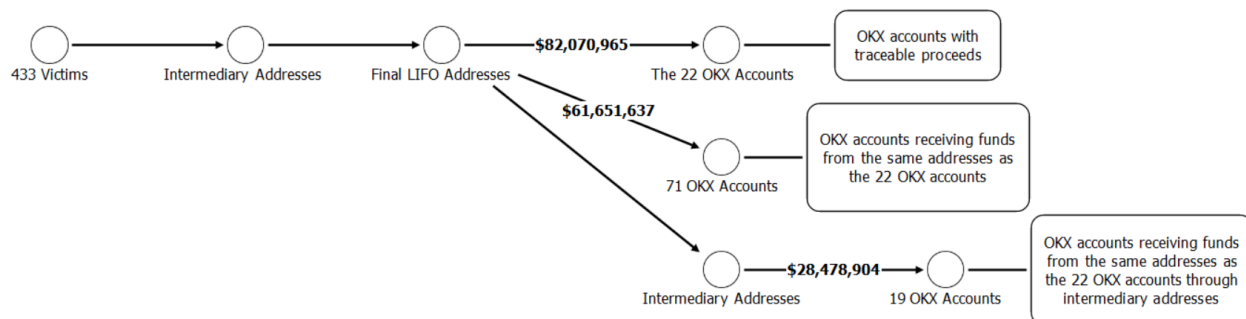 433 Victims
Intermediary Addresses
Final LIFO Addresses
$82,070,965
The 22 OKX Accounts
OKX accounts with
traceable proceeds
$61,651,637
71 OKX Accounts
OKX accounts receiving funds
from the same addresses as
the 22 OKX accounts
Intermediary Addresses
$28,478,904
19 OKX Accounts
OKX accounts receiving funds
from the same addresses as
the 22 OKX accounts through
intermediary addresses